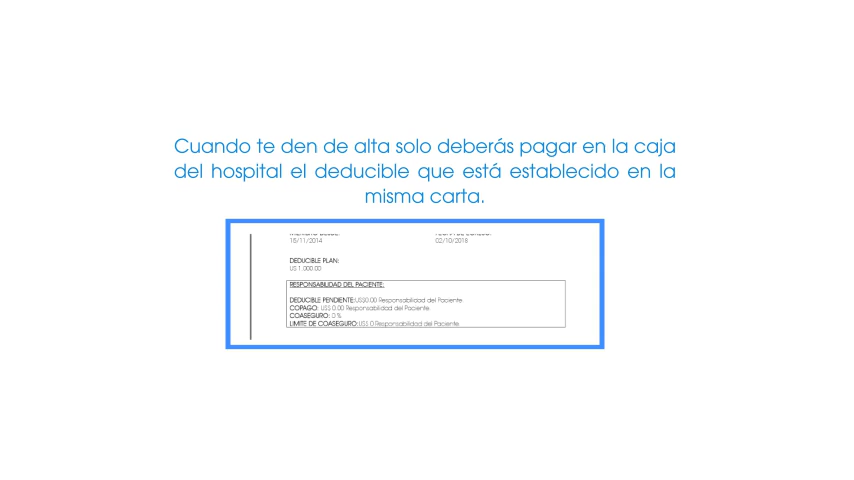 Cuando te den de alta solo deberás pagar en la caja
del hospital el deducible que está establecido en la
misma carta.
15/11/2014 02/10/2018
DEDUCIBLE PLAN:
US 1,000.00
RESPONSABILIDAD DEL PACIENTE:
DEDUCIBLE PENDIENTE:US$0.00 Responsabilidad del Paciente
COPAGO: US$ 0.00 Responsabilidad del Paciente
COASEGURO: 0 %
LIMITE DE COASEGURO: US$ 0 Responsabilidad del Paciente